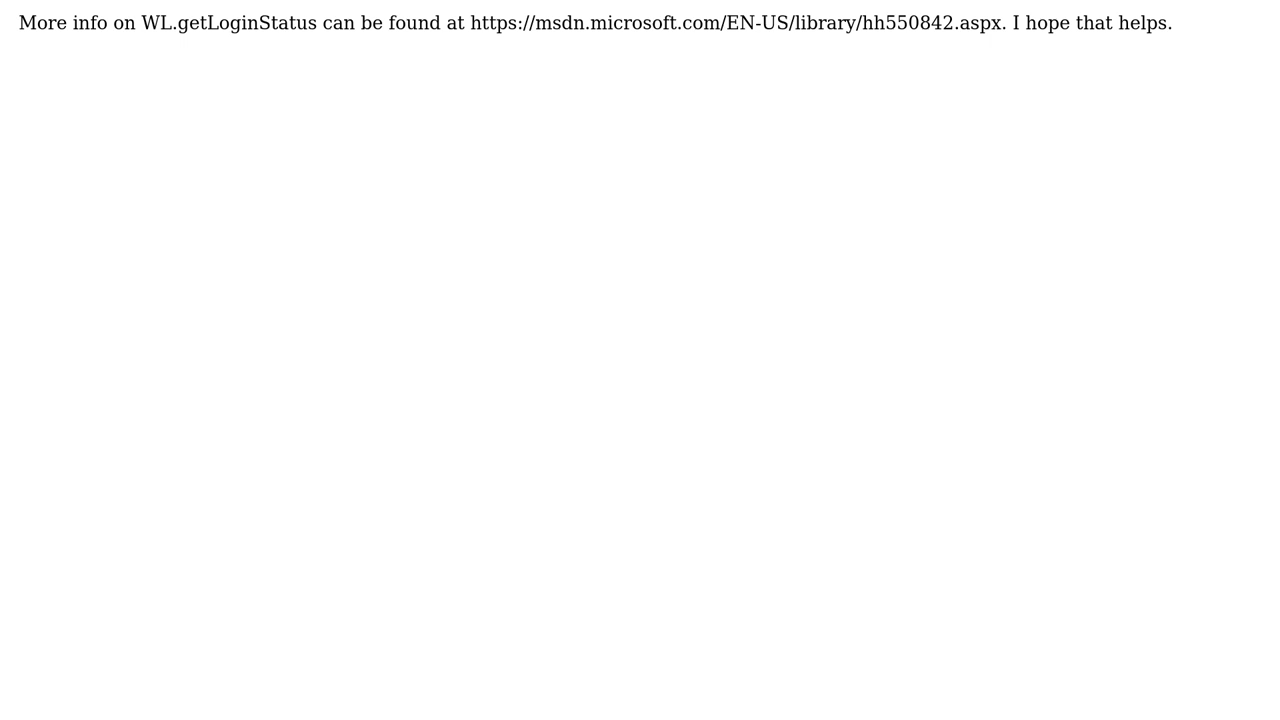 More info on WL.getLoginStatus can be found at https://msdn.microsoft.com/EN-US/library/hh550842.aspx. I hope that helps.